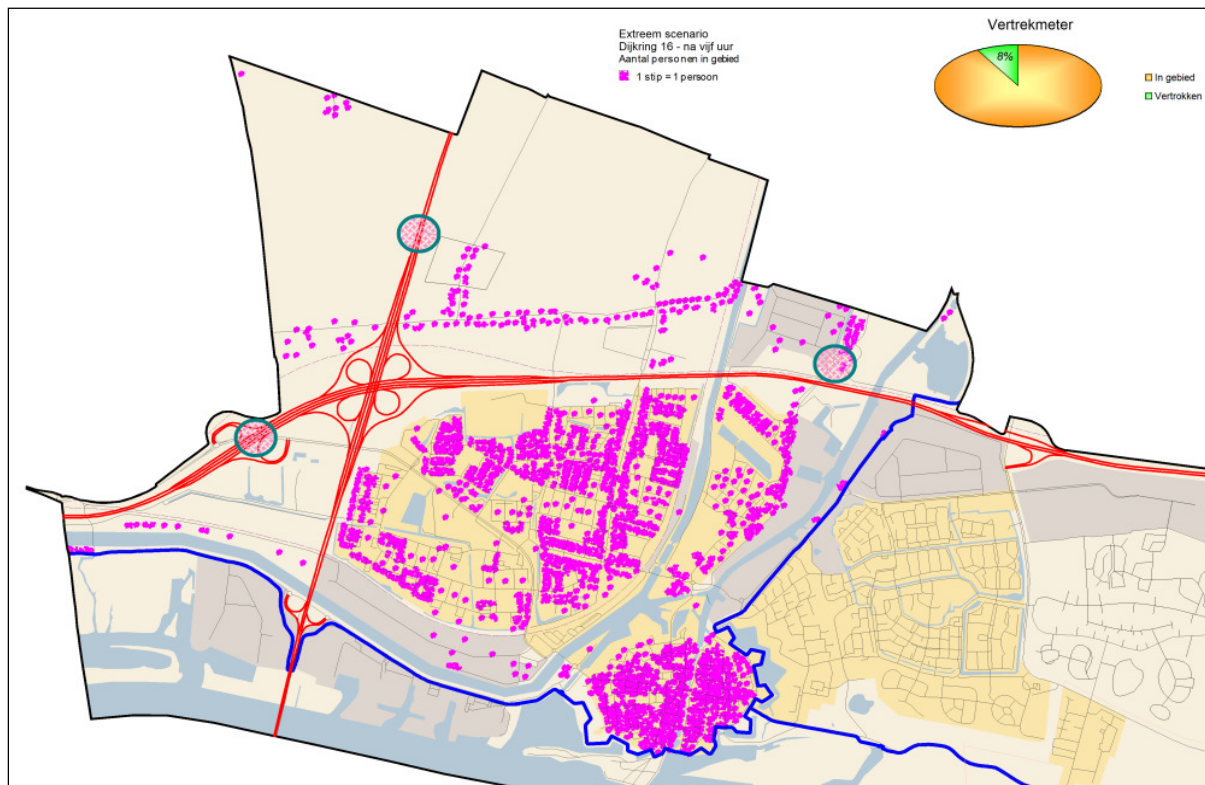 Extreem scenario
Dijkring 16 - na vijf uur
Aantal personen in gebied
1 stip = 1 persoon
Vertrekmeter
8%
In gebied
Vertrokken